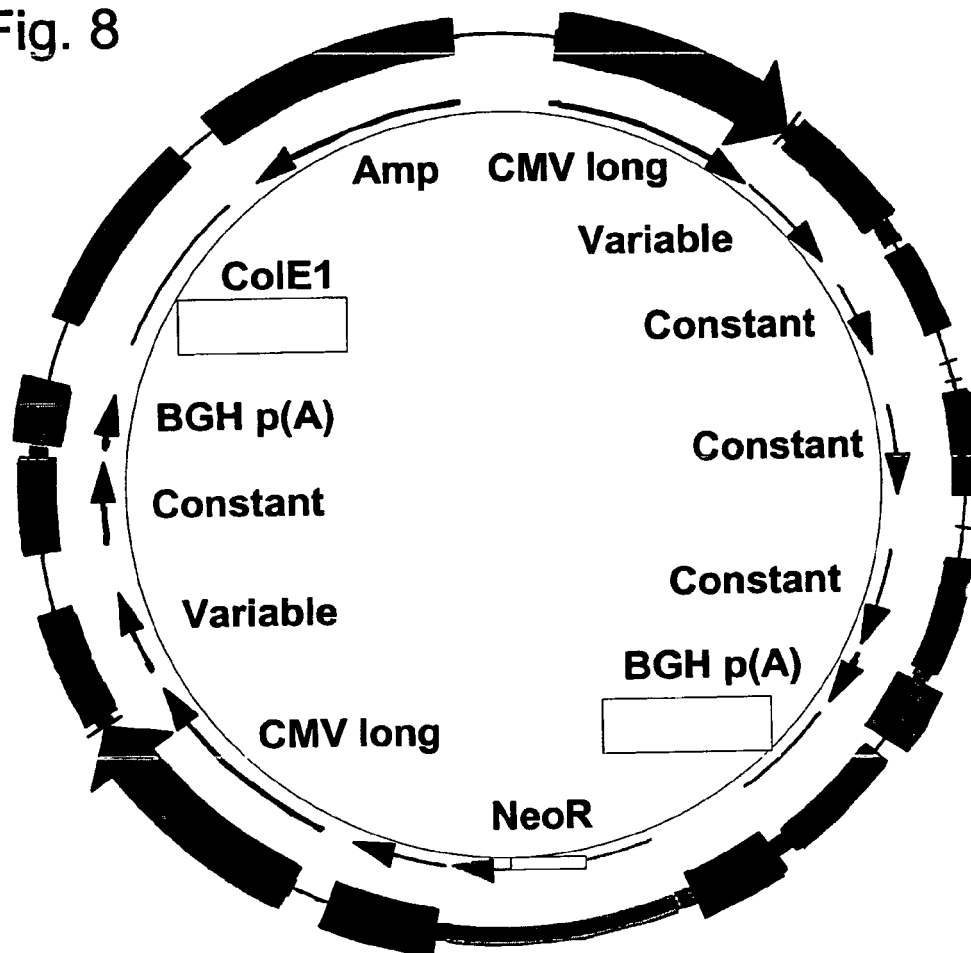 Fig. 8
Amp CMV long
Variable
ColE1
Constant
BGH p(A)
Constant
Constant
Constant
Variable
BGH p(A)
CMV long
NeoR